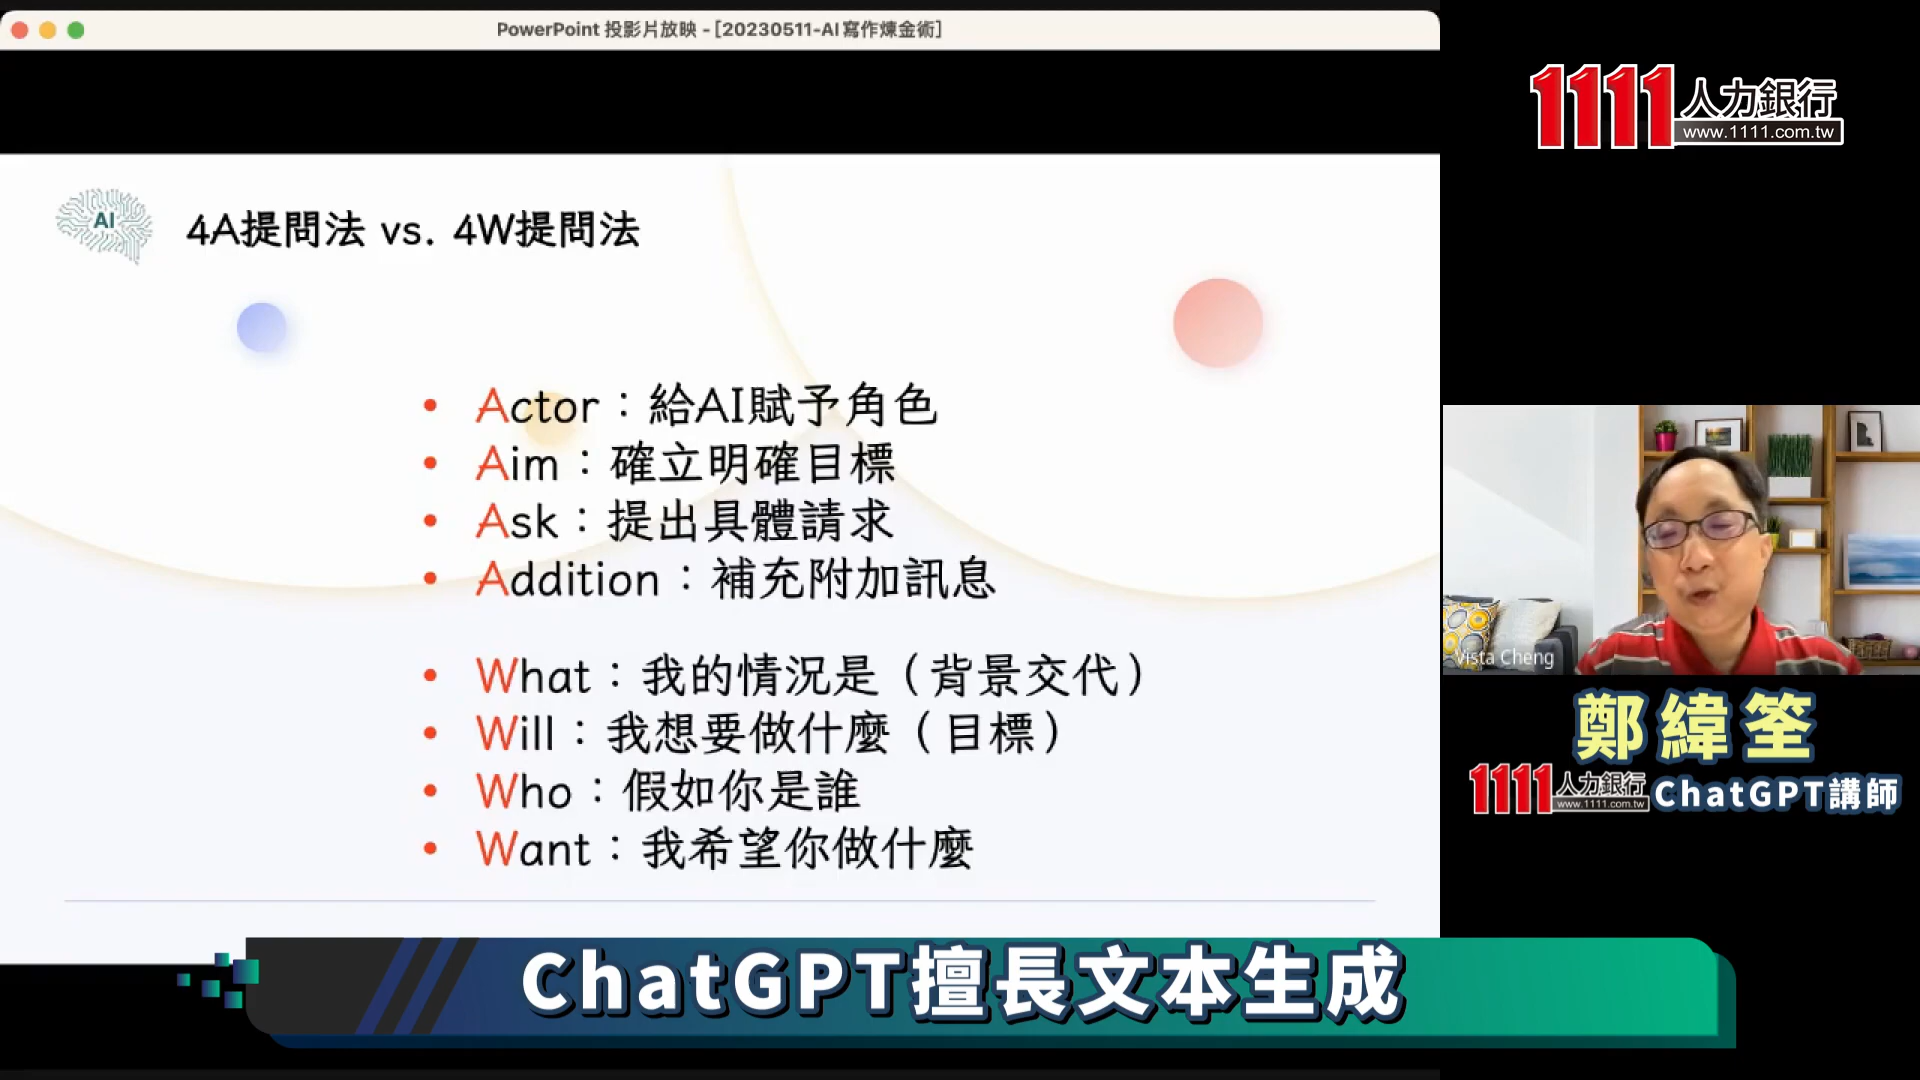 PowerPoint 投影片放映 - [20230511-AI寫作煉金術]
1111人力銀行
www.1111.com.tw
AI
4A提問法 vs. 4W提問法
• Actor：給AI賦予角色
• Aim：確立明確目標
• Ask：提出具體請求
• Addition：補充附加訊息
• What：我的情況是（背景交代）
• Will：我想要做什麼（目標）
• Who：假如你是誰
• Want：我希望你做什麼
Vista Cheng
鄭緯筌
1111人力銀行
www.1111.com.tw
ChatGPT講師
ChatGPT擅長文本生成